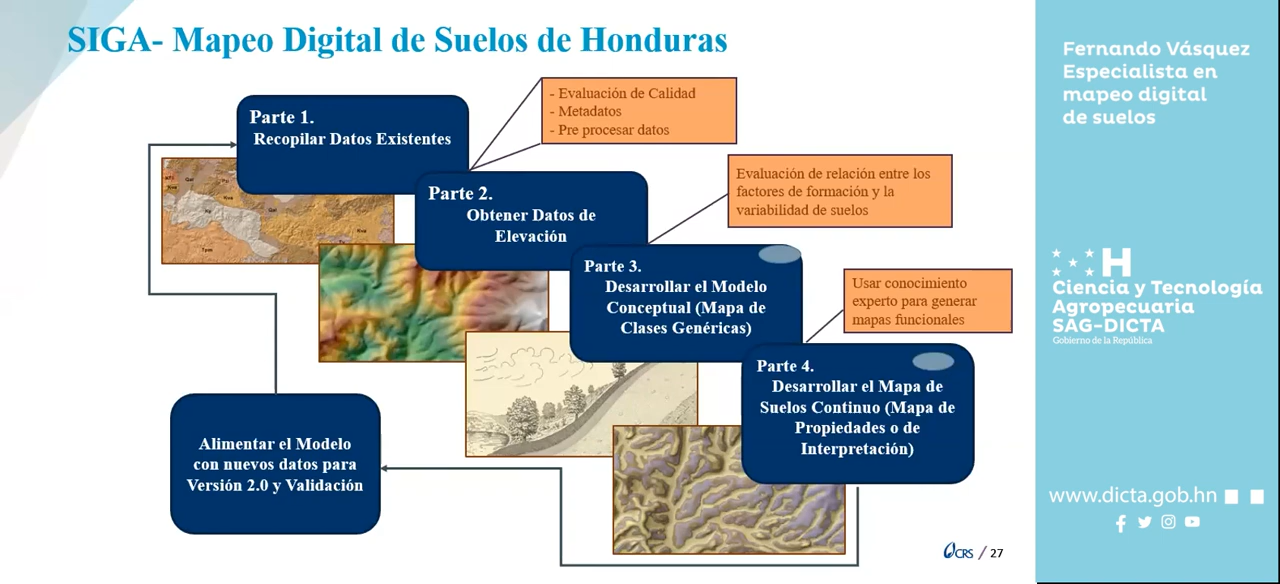 SIGA- Mapeo Digital de Suelos de Honduras
Parte 1.
Recopilar Datos Existentes
- Evaluación de Calidad
- Metadatos
- Pre procesar datos
Parte 2.
Obtener Datos de
Elevación
Evaluación de relación entre los
factores de formación y la
variabilidad de suelos
Parte 3.
Desarrollar el Modelo
Conceptual (Mapa de
Clases Genéricas)
Usar conocimiento
experto para generar
mapas funcionales
Parte 4.
Desarrollar el Mapa de
Suelos Continuo (Mapa de
Propiedades o de
Interpretación)
Alimentar el Modelo
con nuevos datos para
Versión 2.0 y Validación
CRS / 27
Fernando Vásquez
Especialista en
mapeo digital
de suelos
H
Ciencia y Tecnología
Agropecuaria
SAG-DICTA
Gobierno de la República
www.dicta.gob.hn